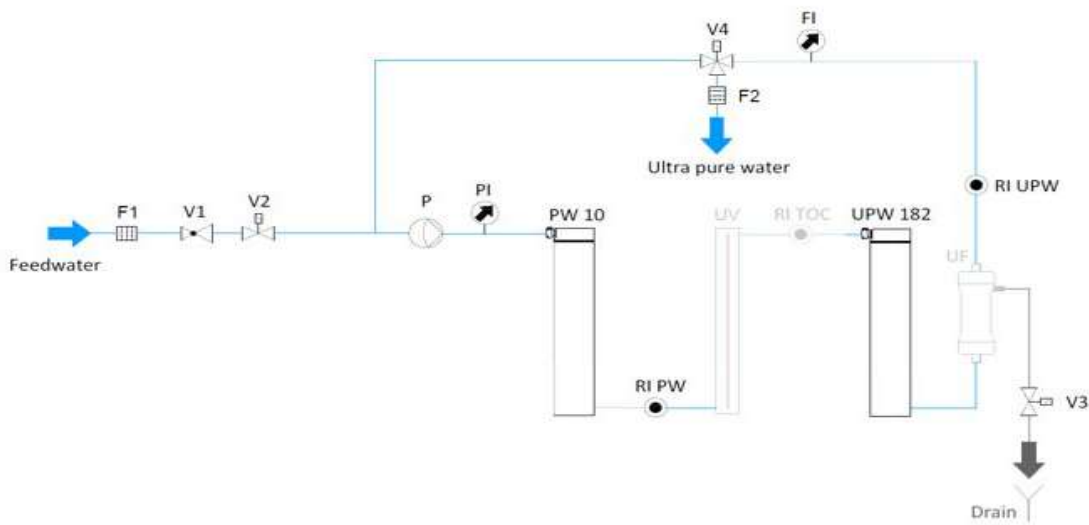 V4
FI
F2
Ultra pure water
RI UPW
F1
V1
V2
P
PI
PW 10
UV
RI TOC
UPW 182
UF
Feedwater
RI PW
V3
Drain